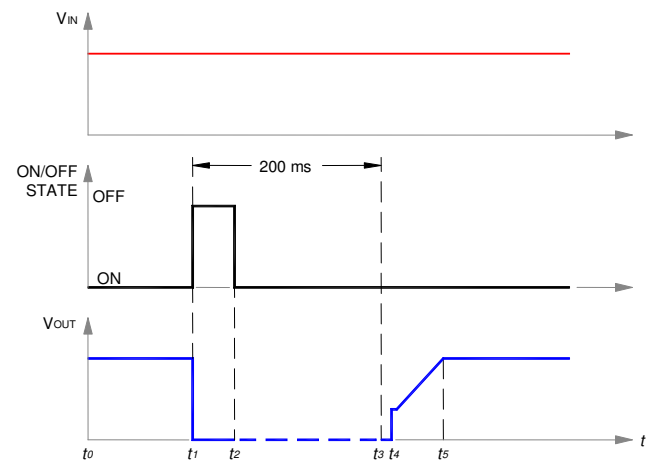 VIN
200 ms
ON/OFF
STATE
OFF
ON
VOUT
t
t0 t1 t2 t3 t4 t5